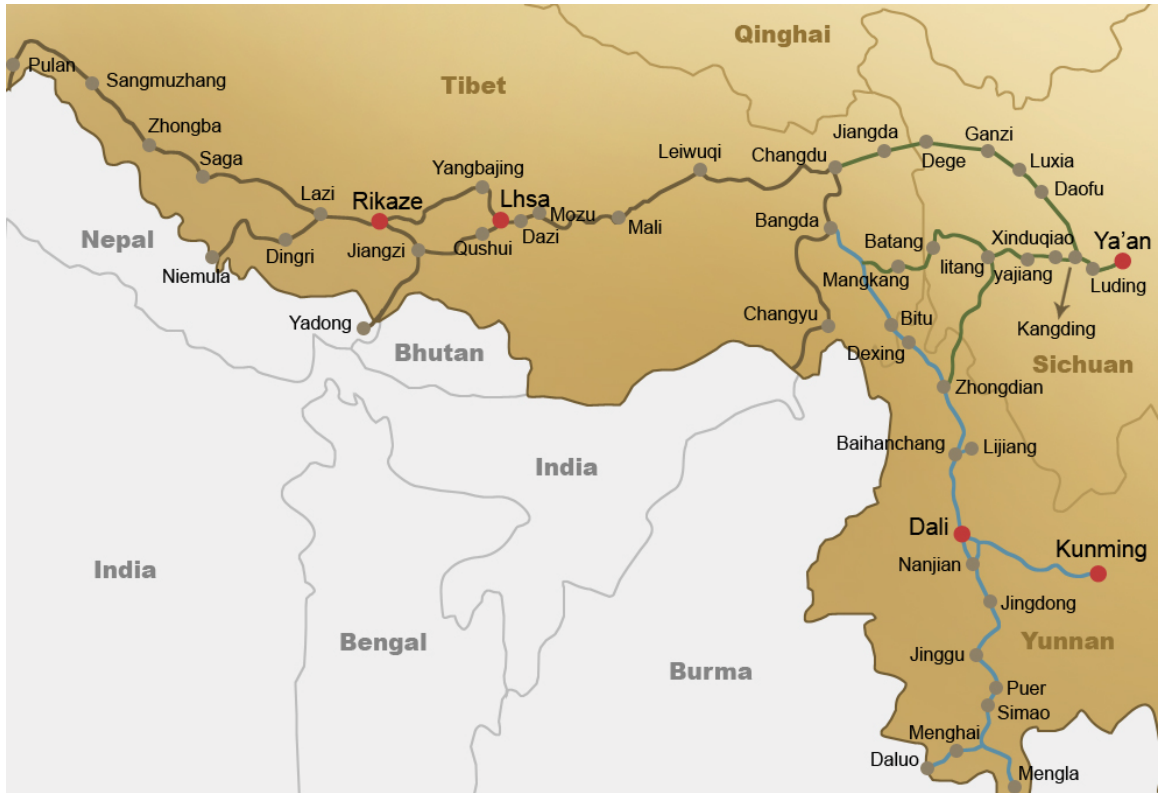 Qinghai
Pulan
Sangmuzhang
Tibet
Zhongba
Saga
Yangbajing
Leiwuqi
Changdu
Jiangda
Dege
Ganzi
Luxia
Daofu
Lazi
Rikaze
Lhsa
Mozu
Dazi
Mali
Bangda
Batang
Xinduqiao
Ya'an
Nepal
Dingri
Jiangzi
Qushui
Niemula
Mangkang
litang
yajiang
Luding
Yadong
Changyu
Bitu
Kangding
Bhutan
Dexing
Sichuan
Zhongdian
Baihanchang
Lijiang
India
Dali
Kunming
India
Nanjian
Jingdong
Bengal
Jinggu
Yunnan
Burma
Puer
Simao
Menghai
Daluo
Mengla